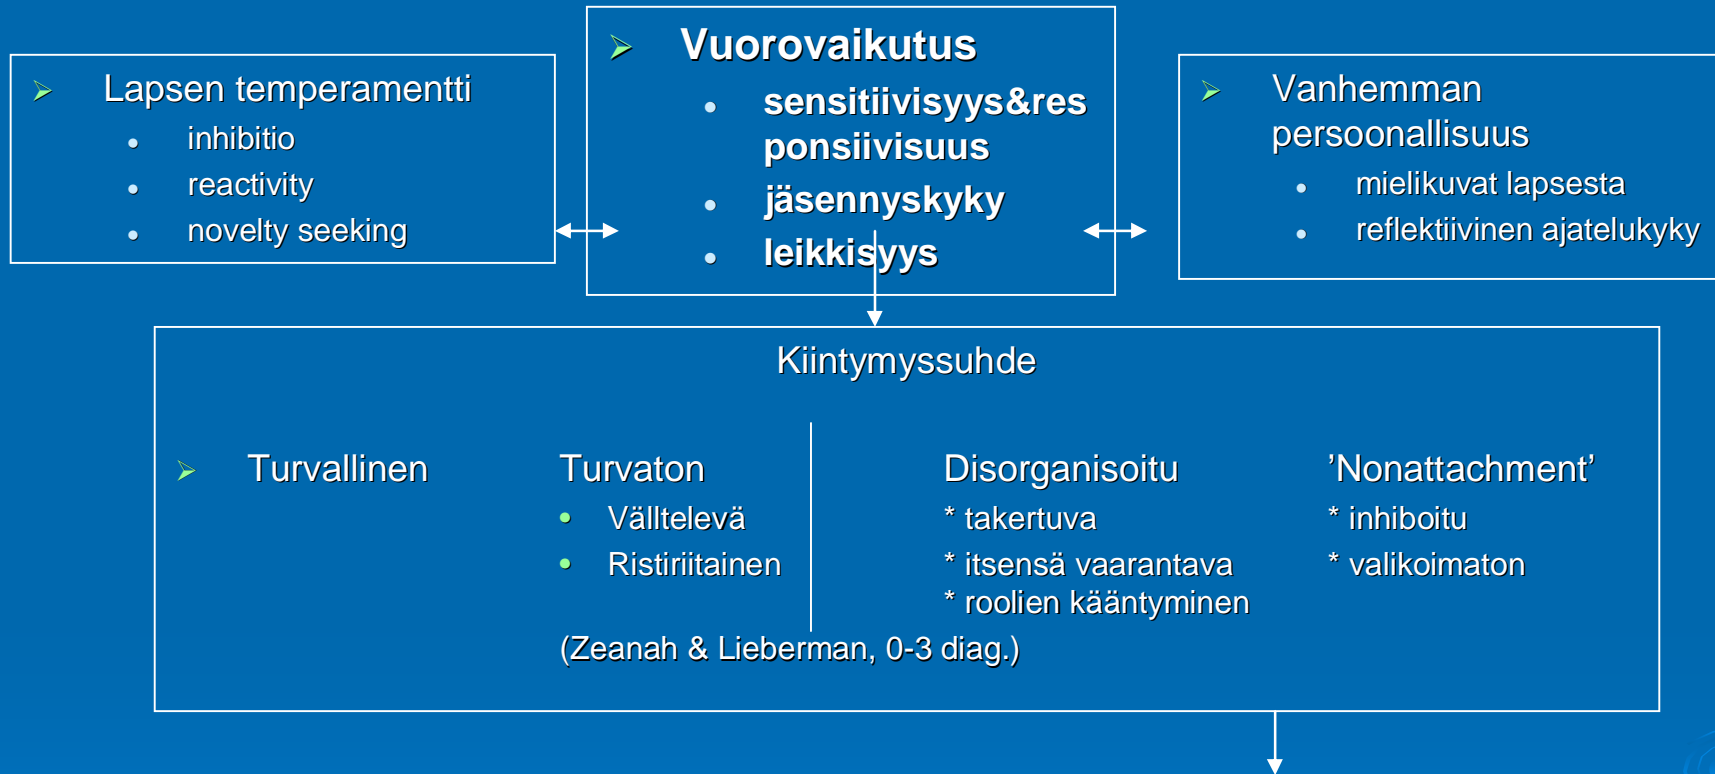 Lapsen temperamentti
inhibitio
reactivity
novelty seeking
Vuorovaikutus
sensitiivisyys&res
ponsiivisuus
jäsennyskyky
leikkisyys
Vanhemman
persoonallisuus
mielikuvat lapsesta
reflektiivinen ajatelukyky
Kiintymyssuhde
Turvallinen
Turvaton
Välltelevä
Ristiriitainen
Disorganisoitu
* takertuva
* itsensä vaarantava
* roolien kääntyminen
’Nonattachment’
* inhiboitu
* valikoimaton
(Zeanah & Lieberman, 0-3 diag.)